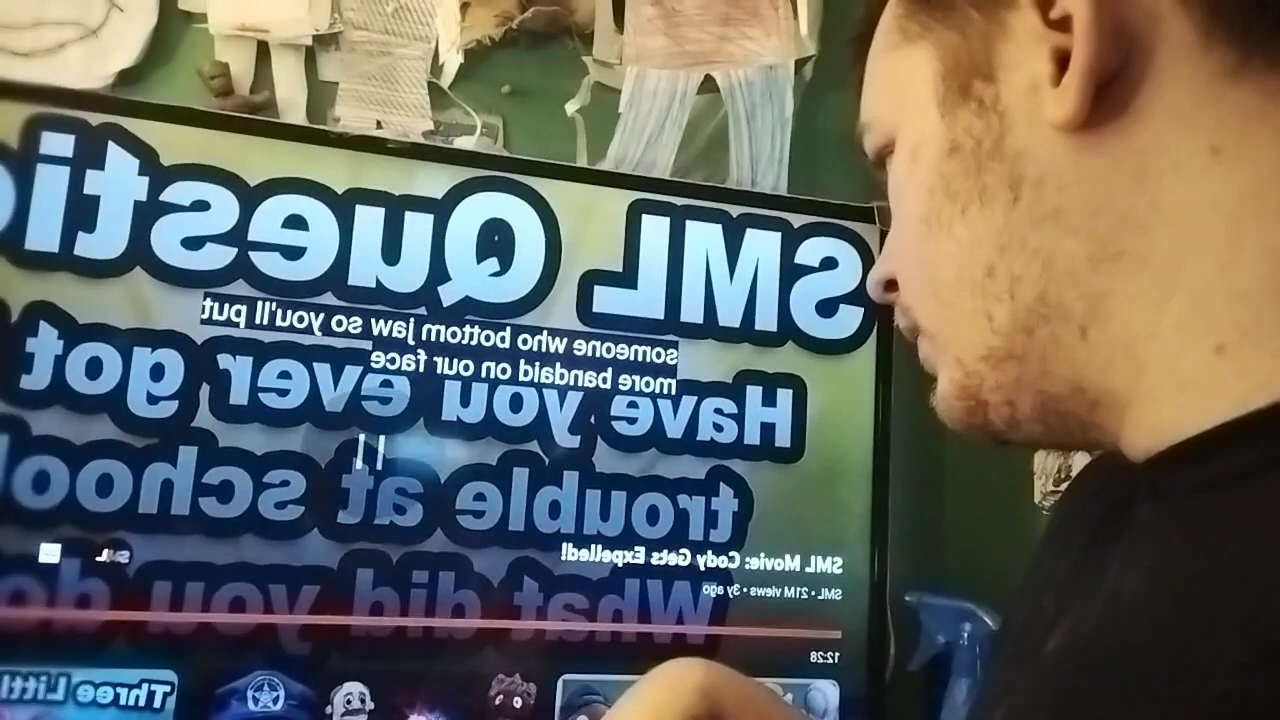 SML Questi
someone who bottom jaw so you'll put
more bandaid on our face
Have you ever got
trouble at school
What did you do
SML Movie: Cody Gets Expelled!
SML • 21M views • 3y ago
SML
12:28
Three Littl